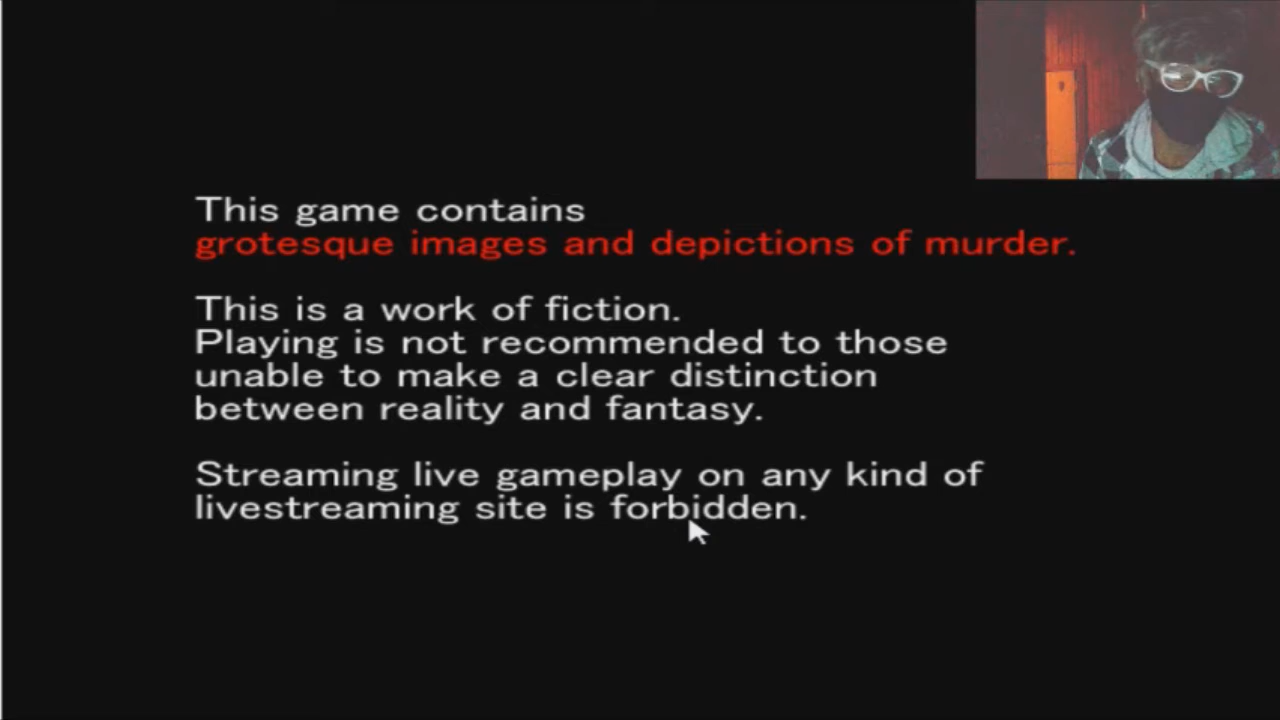 This game contains
grotesque images and depictions of murder.
This is a work of fiction.
Playing is not recommended to those
unable to make a clear distinction
between reality and fantasy.
Streaming live gameplay on any kind of
livestreaming site is forbidden.